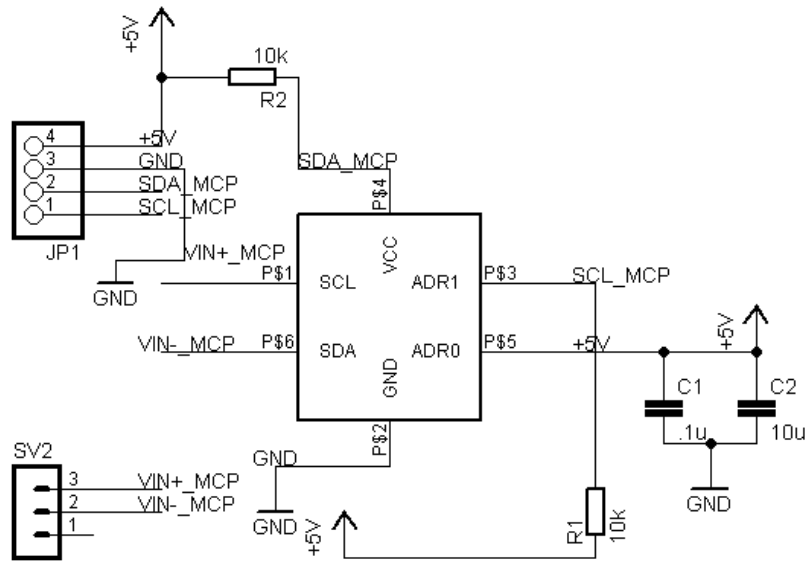 +5V
10k
R2
4
+5V
3
GND
2
SDA_MCP
1
SCL_MCP
JP1
GND
SDA_MCP
P$4
VIN+_MCP
P$1
SCL
VCC
ADR1
P$3
SCL_MCP
VIN-_MCP
P$6
SDA
GND
ADR0
P$5
+5V
+5V
P$2
C1
.1u
C2
10u
GND
SV2
3
VIN+_MCP
2
VIN-_MCP
1
GND
GND
+5V
R1
10k